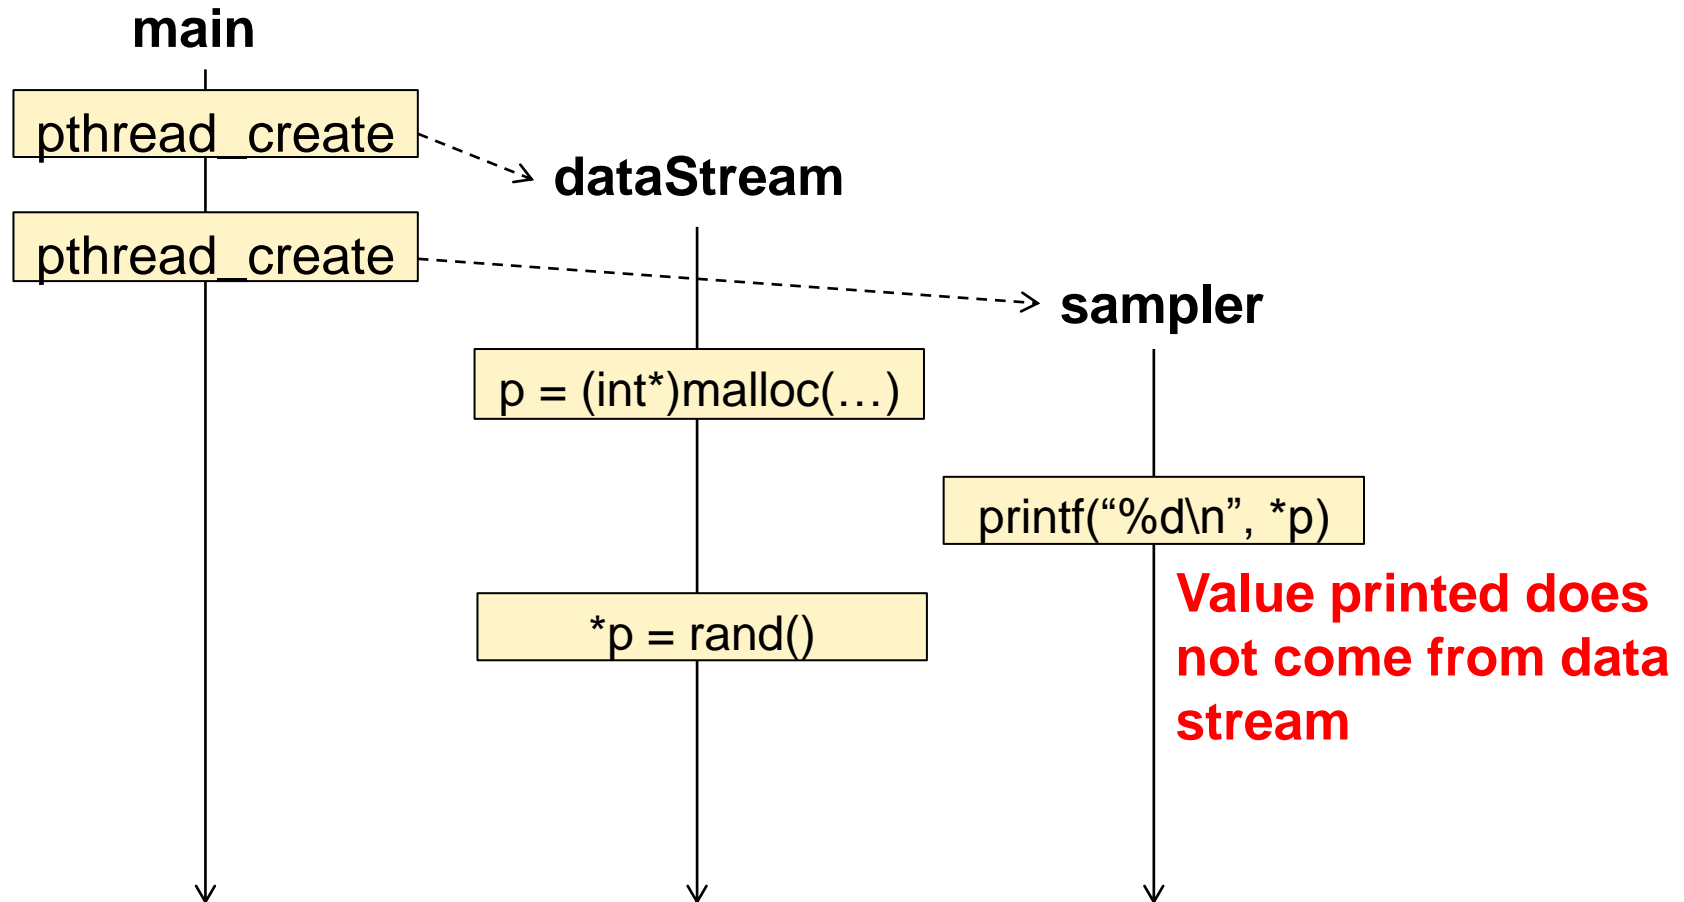 main
pthread_create
dataStream
pthread_create
sampler
p = (int*)malloc(…)
printf(“%d\n”, *p)
Value printed does
not come from data
stream
*p = rand()